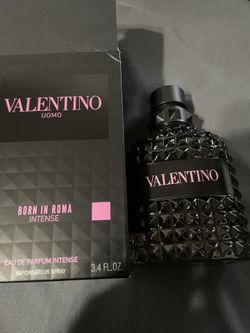 VALENTINO
UOMO
BORN IN ROMA
INTENSE
EAU DE PARFUM INTENSE
VAPORISATEUR SPRAY
3.4 FL.OZ.
VALENTINO